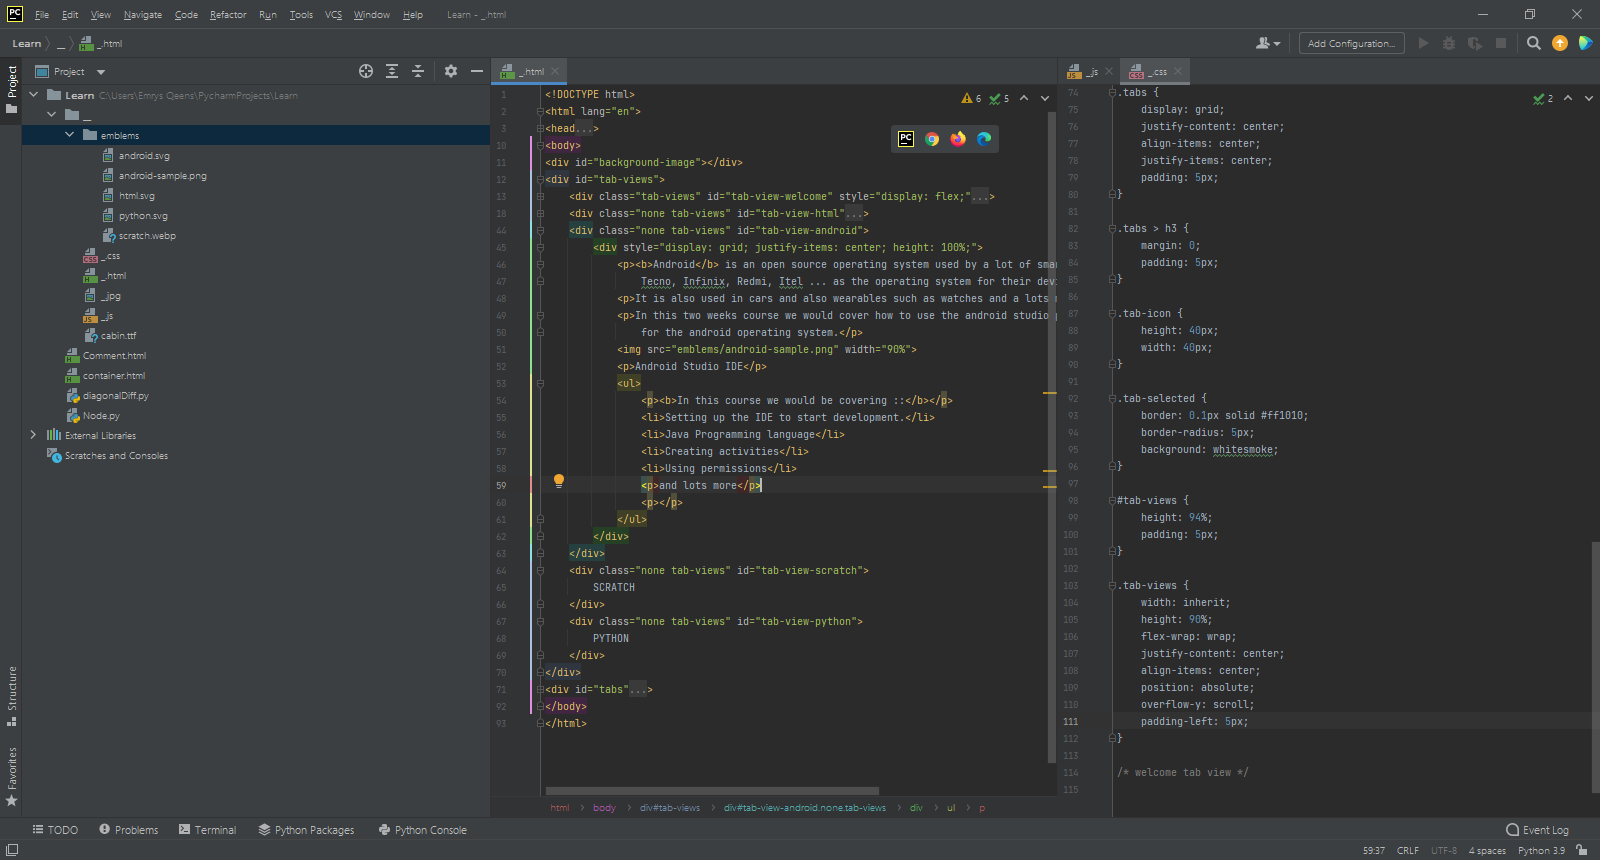 PC File Edit View Navigate Code Refactor Run Tools VCS Window Help Learn - _.html
Learn _ _.html Add Configuration...
Project
Structure
Favorites
Project
Learn C:\Users\Emrys Qeens\PycharmProjects\Learn
_
emblems
android.svg
android-sample.png
html.svg
python.svg
scratch.webp
_.css
_.html
_.jpg
_.js
cabin.ttf
Comment.html
container.html
diagonalDiff.py
Node.py
External Libraries
Scratches and Consoles
_.html
6 5
1 <!DOCTYPE html>
2 <html lang="en">
3 <head...>
10 <body>
11 <div id="background-image"></div>
12 <div id="tab-views">
13 <div class="tab-views" id="tab-view-welcome" style="display: flex;"...>
18 <div class="none tab-views" id="tab-view-html"...>
44 <div class="none tab-views" id="tab-view-android">
45 <div style="display: grid; justify-items: center; height: 100%;">
46 <p><b>Android</b> is an open source operating system used by a lot of sma
47 Tecno, Infinix, Redmi, Itel ... as the operating system for their dev
48 <p>It is also used in cars and also wearables such as watches and a lots
49 <p>In this two weeks course we would cover how to use the android studio
50 for the android operating system.</p>
51 <img src="emblems/android-sample.png" width="90%">
52 <p>Android Studio IDE</p>
53 <ul>
54 <p><b>In this course we would be covering ::</b></p>
55 <li>Setting up the IDE to start development.</li>
56 <li>Java Programming language</li>
57 <li>Creating activities</li>
58 <li>Using permissions</li>
59 <p>and lots more</p>
60 <p></p>
61 </ul>
62 </div>
63 </div>
64 <div class="none tab-views" id="tab-view-scratch">
65 SCRATCH
66 </div>
67 <div class="none tab-views" id="tab-view-python">
68 PYTHON
69 </div>
70 </div>
71 <div id="tabs"...>
92 </body>
93 </html>
html body div#tab-views div#tab-view-android.none.tab-views div ul p
_.js _.css
2
74 .tabs {
75 display: grid;
76 justify-content: center;
77 align-items: center;
78 justify-items: center;
79 padding: 5px;
80 }
81
82 .tabs > h3 {
83 margin: 0;
84 padding: 5px;
85 }
86
87 .tab-icon {
88 height: 40px;
89 width: 40px;
90 }
91
92 .tab-selected {
93 border: 0.1px solid #ff1010;
94 border-radius: 5px;
95 background: whitesmoke;
96 }
97
98 #tab-views {
99 height: 94%;
100 padding: 5px;
101 }
102
103 .tab-views {
104 width: inherit;
105 height: 90%;
106 flex-wrap: wrap;
107 justify-content: center;
108 align-items: center;
109 position: absolute;
110 overflow-y: scroll;
111 padding-left: 5px;
112 }
113
114 /* welcome tab view */
115
TODO Problems Terminal Python Packages Python Console Event Log
59:37 CRLF UTF-8 4 spaces Python 3.9